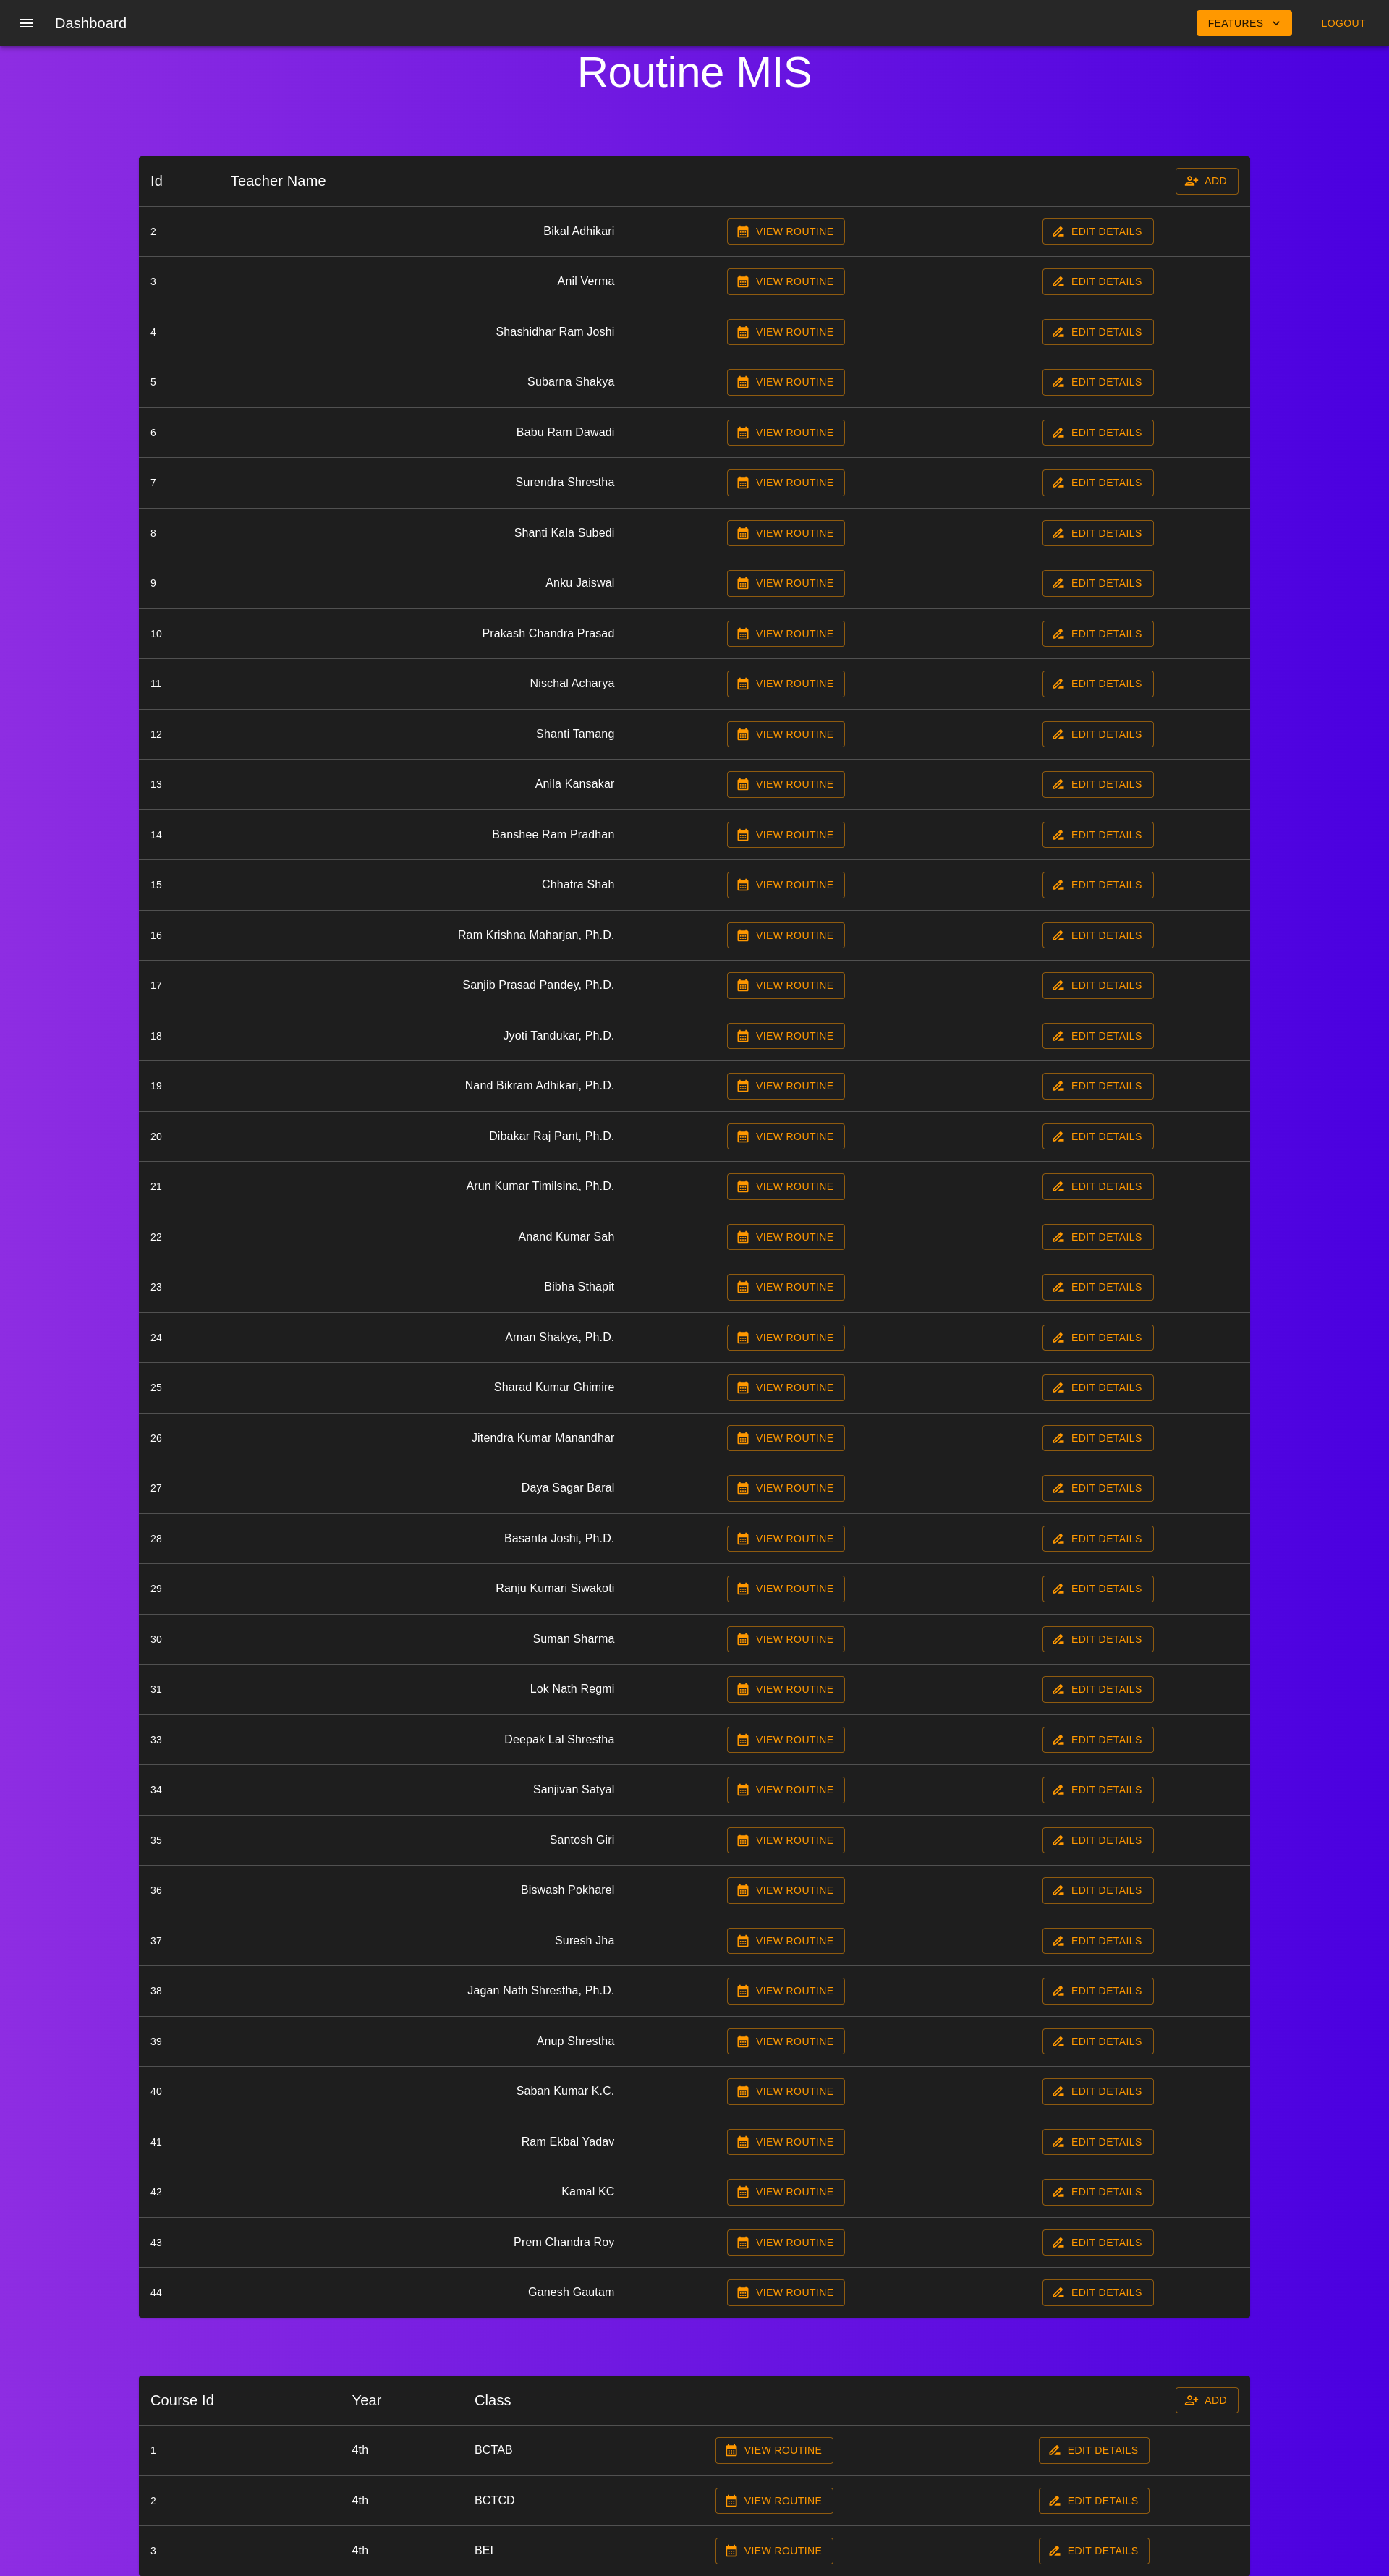 Dashboard FEATURES LOGOUT
Routine MIS
Id Teacher Name ADD
2 Bikal Adhikari VIEW ROUTINE EDIT DETAILS
3 Anil Verma VIEW ROUTINE EDIT DETAILS
4 Shashidhar Ram Joshi VIEW ROUTINE EDIT DETAILS
5 Subarna Shakya VIEW ROUTINE EDIT DETAILS
6 Babu Ram Dawadi VIEW ROUTINE EDIT DETAILS
7 Surendra Shrestha VIEW ROUTINE EDIT DETAILS
8 Shanti Kala Subedi VIEW ROUTINE EDIT DETAILS
9 Anku Jaiswal VIEW ROUTINE EDIT DETAILS
10 Prakash Chandra Prasad VIEW ROUTINE EDIT DETAILS
11 Nischal Acharya VIEW ROUTINE EDIT DETAILS
12 Shanti Tamang VIEW ROUTINE EDIT DETAILS
13 Anila Kansakar VIEW ROUTINE EDIT DETAILS
14 Banshee Ram Pradhan VIEW ROUTINE EDIT DETAILS
15 Chhatra Shah VIEW ROUTINE EDIT DETAILS
16 Ram Krishna Maharjan, Ph.D. VIEW ROUTINE EDIT DETAILS
17 Sanjib Prasad Pandey, Ph.D. VIEW ROUTINE EDIT DETAILS
18 Jyoti Tandukar, Ph.D. VIEW ROUTINE EDIT DETAILS
19 Nand Bikram Adhikari, Ph.D. VIEW ROUTINE EDIT DETAILS
20 Dibakar Raj Pant, Ph.D. VIEW ROUTINE EDIT DETAILS
21 Arun Kumar Timilsina, Ph.D. VIEW ROUTINE EDIT DETAILS
22 Anand Kumar Sah VIEW ROUTINE EDIT DETAILS
23 Bibha Sthapit VIEW ROUTINE EDIT DETAILS
24 Aman Shakya, Ph.D. VIEW ROUTINE EDIT DETAILS
25 Sharad Kumar Ghimire VIEW ROUTINE EDIT DETAILS
26 Jitendra Kumar Manandhar VIEW ROUTINE EDIT DETAILS
27 Daya Sagar Baral VIEW ROUTINE EDIT DETAILS
28 Basanta Joshi, Ph.D. VIEW ROUTINE EDIT DETAILS
29 Ranju Kumari Siwakoti VIEW ROUTINE EDIT DETAILS
30 Suman Sharma VIEW ROUTINE EDIT DETAILS
31 Lok Nath Regmi VIEW ROUTINE EDIT DETAILS
33 Deepak Lal Shrestha VIEW ROUTINE EDIT DETAILS
34 Sanjivan Satyal VIEW ROUTINE EDIT DETAILS
35 Santosh Giri VIEW ROUTINE EDIT DETAILS
36 Biswash Pokharel VIEW ROUTINE EDIT DETAILS
37 Suresh Jha VIEW ROUTINE EDIT DETAILS
38 Jagan Nath Shrestha, Ph.D. VIEW ROUTINE EDIT DETAILS
39 Anup Shrestha VIEW ROUTINE EDIT DETAILS
40 Saban Kumar K.C. VIEW ROUTINE EDIT DETAILS
41 Ram Ekbal Yadav VIEW ROUTINE EDIT DETAILS
42 Kamal KC VIEW ROUTINE EDIT DETAILS
43 Prem Chandra Roy VIEW ROUTINE EDIT DETAILS
44 Ganesh Gautam VIEW ROUTINE EDIT DETAILS
Course Id Year Class ADD
1 4th BCTAB VIEW ROUTINE EDIT DETAILS
2 4th BCTCD VIEW ROUTINE EDIT DETAILS
3 4th BEI VIEW ROUTINE EDIT DETAILS